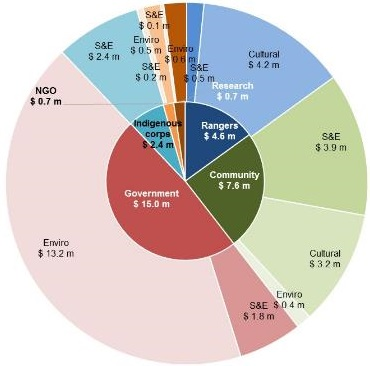 S&E
$ 0.1 m
Enviro
$ 0.5 m
S&E
$ 0.2 m
Enviro
$ 0.6 m
S&E
$ 0.5 m
S&E
$ 2.4 m
NGO
$ 0.7 m
Research
$ 0.7 m
Cultural
$ 4.2 m
Indigenous
corps
$ 2.4 m
Rangers
$ 4.6 m
S&E
$ 3.9 m
Community
$ 7.6 m
Government
$ 15.0 m
Enviro
$ 13.2 m
Cultural
$ 3.2 m
Enviro
$ 0.4 m
S&E
$ 1.8 m